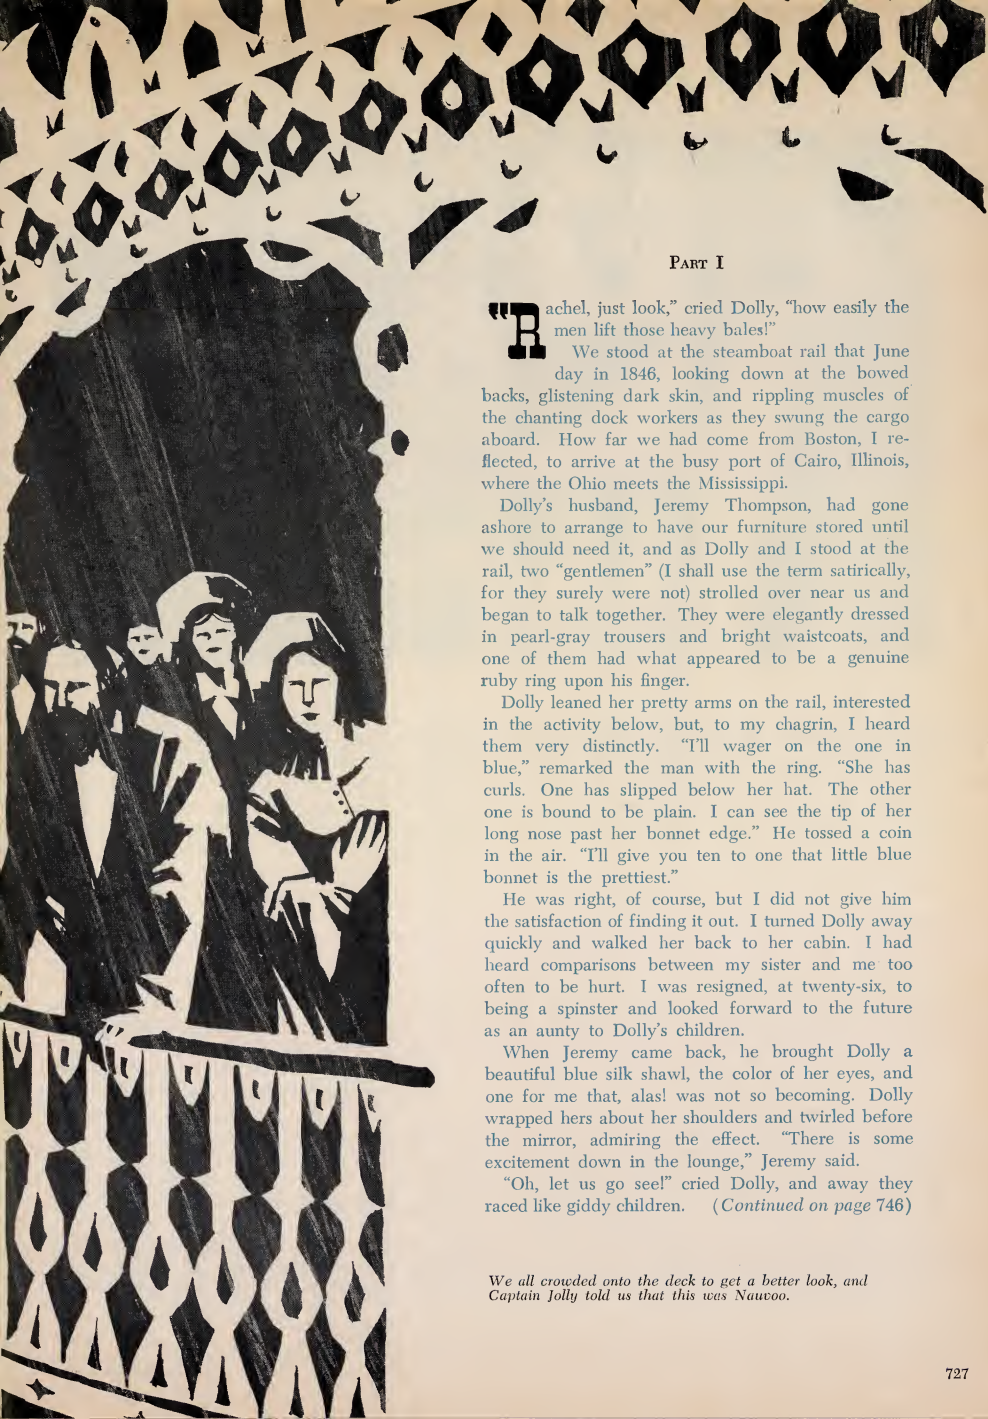 PART I
"Rachel, just look," cried Dolly, "how easily the
men lift those heavy bales!"
We stood at the steamboat rail that June
day in 1846, looking down at the bowed
backs, glistening dark skin, and rippling muscles of
the chanting dock workers as they swung the cargo
aboard. How far we had come from Boston, I re-
flected, to arrive at the busy port of Cairo, Illinois,
where the Ohio meets the Mississippi.
Dolly's husband, Jeremy Thompson, had gone
ashore to arrange to have our furniture stored until
we should need it, and as Dolly and I stood at the
rail, two "gentlemen" (I shall use the term satirically,
for they surely were not) strolled over near us and
began to talk together. They were elegantly dressed
in pearl-gray trousers and bright waistcoats, and
one of them had what appeared to be a genuine
ruby ring upon his finger.
Dolly leaned her pretty arms on the rail, interested
in the activity below, but, to my chagrin, I heard
them very distinctly. "I'll wager on the one in
blue," remarked the man with the ring. "She has
curls. One has slipped below her hat. The other
one is bound to be plain. I can see the tip of her
long nose past her bonnet edge." He tossed a coin
in the air. "I'll give you ten to one that little blue
bonnet is the prettiest."
He was right, of course, but I did not give him
the satisfaction of finding it out. I turned Dolly away
quickly and walked her back to her cabin. I had
heard comparisons between my sister and me too
often to be hurt. I was resigned, at twenty-six, to
being a spinster and looked forward to the future
as an aunty to Dolly's children.
When Jeremy came back, he brought Dolly a
beautiful blue silk shawl, the color of her eyes, and
one for me that, alas! was not so becoming. Dolly
wrapped hers about her shoulders and twirled before
the mirror, admiring the effect. "There is some
excitement down in the lounge," Jeremy said.
"Oh, let us go see!" cried Dolly, and away they
raced like giddy children. (Continued on page 746)
We all crowded onto the deck to get a better look, and
Captain Jolly told us that this was Nauvoo.
727